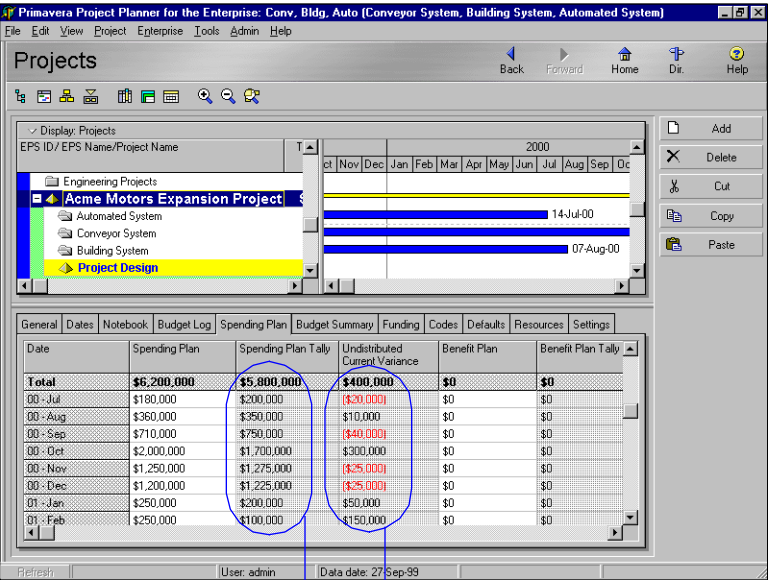 Primavera Project Planner for the Enterprise: Conv, Bldg, Auto (Conveyor System, Building System, Automated System)
File Edit View Project Enterprise Tools Admin Help
Projects
Back Forward Home Dir. Help
Display: Projects
EPS ID/ EPS Name/Project Name T
2000
ct Nov Dec Jan Feb Mar Apr May Jun Jul Aug Sep Oc
Engineering Projects
Acme Motors Expansion Project S
Automated System 14-Jul-00
Conveyor System
Building System 07-Aug-00
Project Design
Add
Delete
Cut
Copy
Paste
General Dates Notebook Budget Log Spending Plan Budget Summary Funding Codes Defaults Resources Settings
Date Spending Plan Spending Plan Tally Undistributed Current Variance Benefit Plan Benefit Plan Tally
Total $6,200,000 $5,800,000 $400,000 $0 $0
00 - Jul $180,000 $200,000 ($20,000) $0 $0
00 - Aug $360,000 $350,000 $10,000 $0 $0
00 - Sep $710,000 $750,000 ($40,000) $0 $0
00 - Oct $2,000,000 $1,700,000 $300,000 $0 $0
00 - Nov $1,250,000 $1,275,000 ($25,000) $0 $0
00 - Dec $1,200,000 $1,225,000 ($25,000) $0 $0
01 - Jan $250,000 $200,000 $50,000 $0 $0
01 - Feb $250,000 $100,000 $150,000 $0 $0
Refresh User: admin Data date: 27-Sep-99